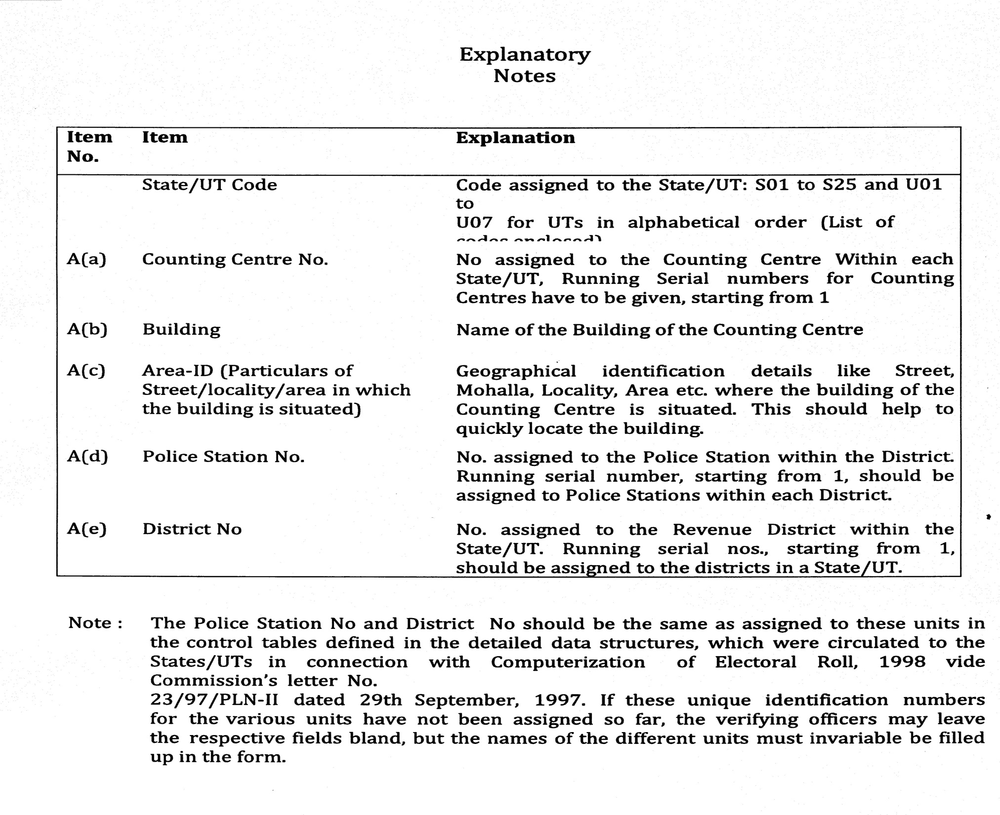 Explanatory
Notes
Item Item Explanation
No.
State/UT Code Code assigned to the State/UT: S01 to S25 and U01
to
U07 for UTs in alphabetical order (List of
codes enclosed)
A(a) Counting Centre No. No assigned to the Counting Centre Within each
State/UT, Running Serial numbers for Counting
Centres have to be given, starting from 1
A(b) Building Name of the Building of the Counting Centre
A(c) Area-ID (Particulars of Geographical identification details like Street,
Street/locality/area in which Mohalla, Locality, Area etc. where the building of the
the building is situated) Counting Centre is situated. This should help to
quickly locate the building.
A(d) Police Station No. No. assigned to the Police Station within the District.
Running serial number, starting from 1, should be
assigned to Police Stations within each District.
A(e) District No No. assigned to the Revenue District within the
State/UT. Running serial nos., starting from 1,
should be assigned to the districts in a State/UT.
Note : The Police Station No and District No should be the same as assigned to these units in
the control tables defined in the detailed data structures, which were circulated to the
States/UTs in connection with Computerization of Electoral Roll, 1998 vide
Commission's letter No.
23/97/PLN-II dated 29th September, 1997. If these unique identification numbers
for the various units have not been assigned so far, the verifying officers may leave
the respective fields bland, but the names of the different units must invariable be filled
up in the form.